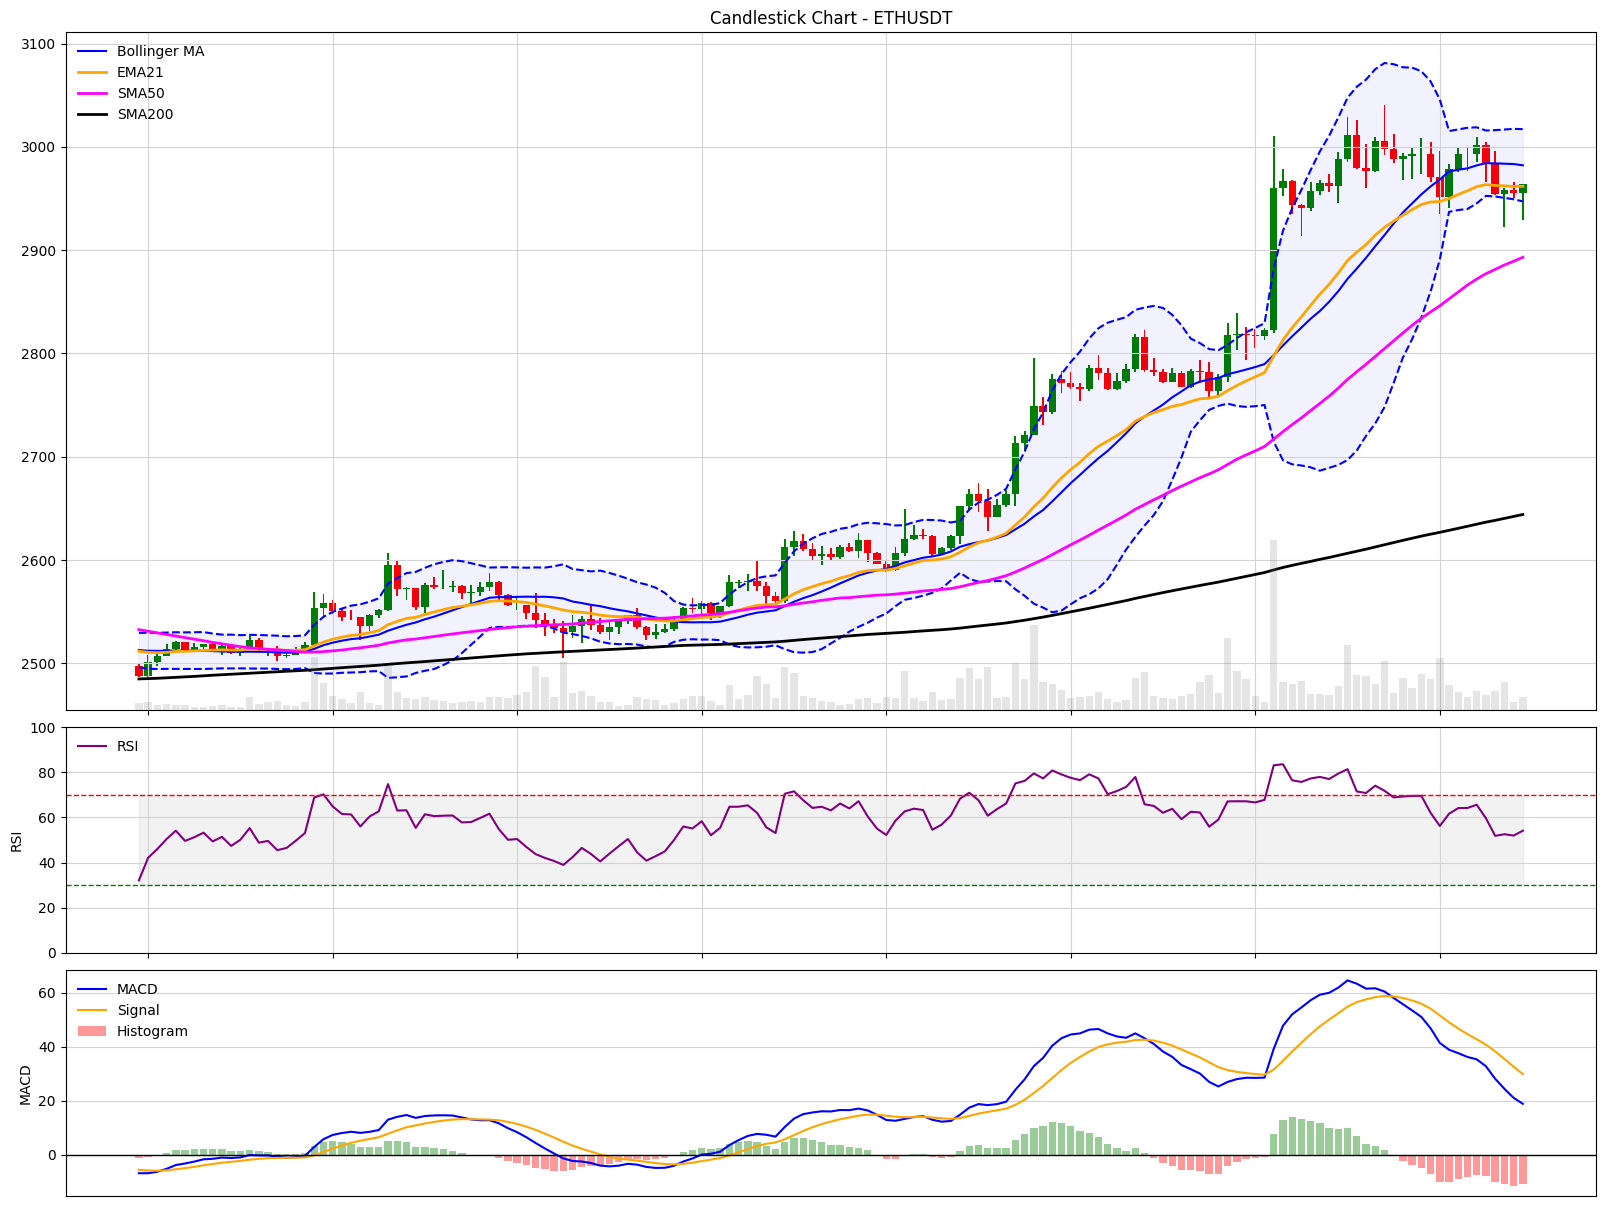 Candlestick Chart - ETHUSDT
3100
3000
2900
2800
2700
2600
2500
Bollinger MA
EMA21
SMA50
SMA200
100
80
60
40
20
0
RSI
RSI
60
40
20
0
MACD
MACD
Signal
Histogram